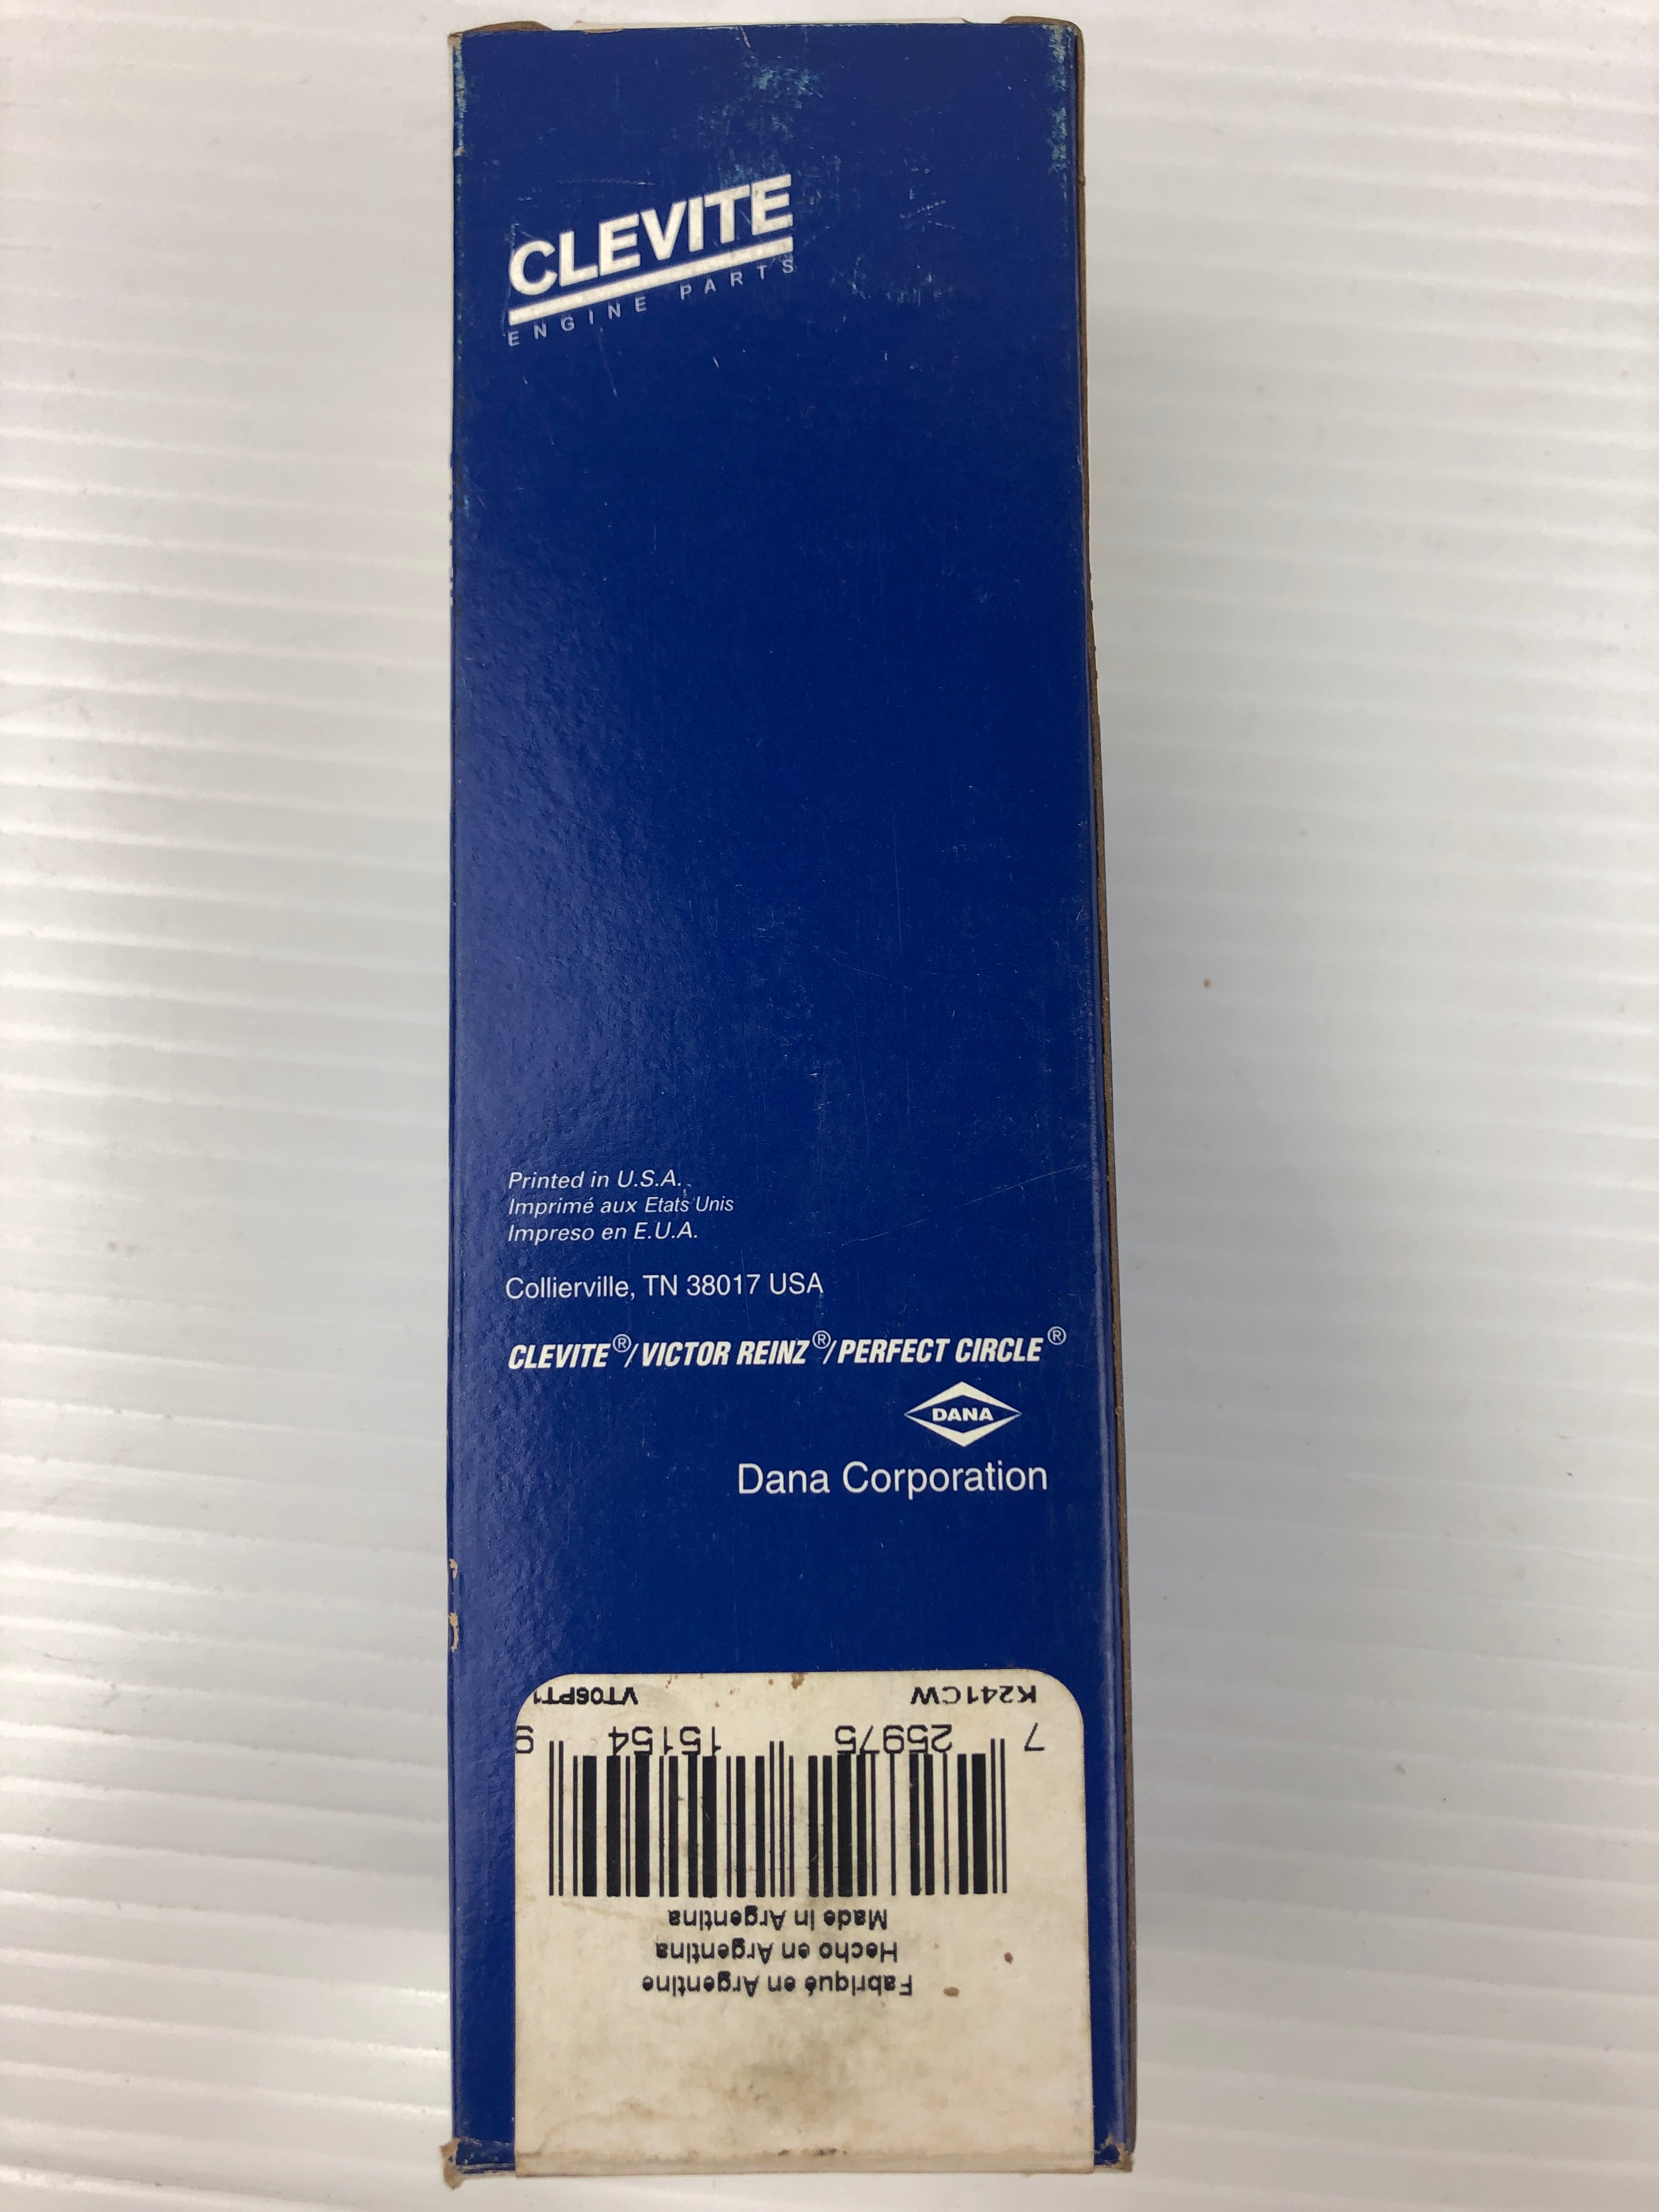 CLEVITE
ENGINE PARTS
Printed in U.S.A.
Imprimé aux Etats Unis
Impreso en E.U.A.
Collierville, TN 38017 USA
CLEVITE®/VICTOR REINZ®/PERFECT CIRCLE®
DANA
Dana Corporation
Fabriqué en Argentine
Hecho en Argentina
Made in Argentina
7 25975 15154 9
K241CW VT06PT1